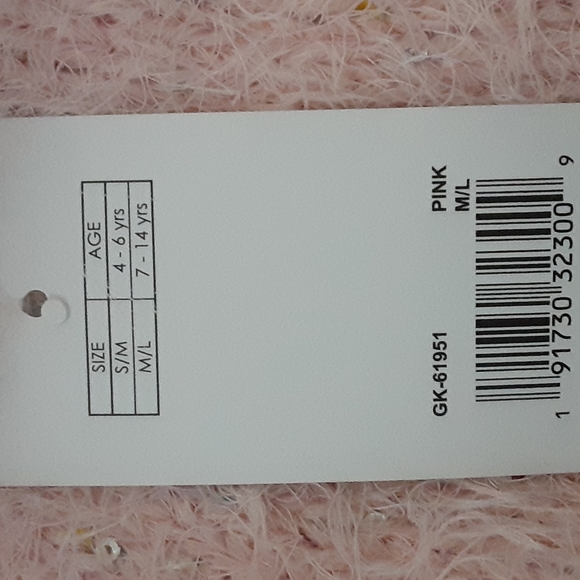 SIZE AGE
S/M 4 - 6 yrs
M/L 7 - 14 yrs
GK-61951 PINK
M/L
1 91730 32300 9